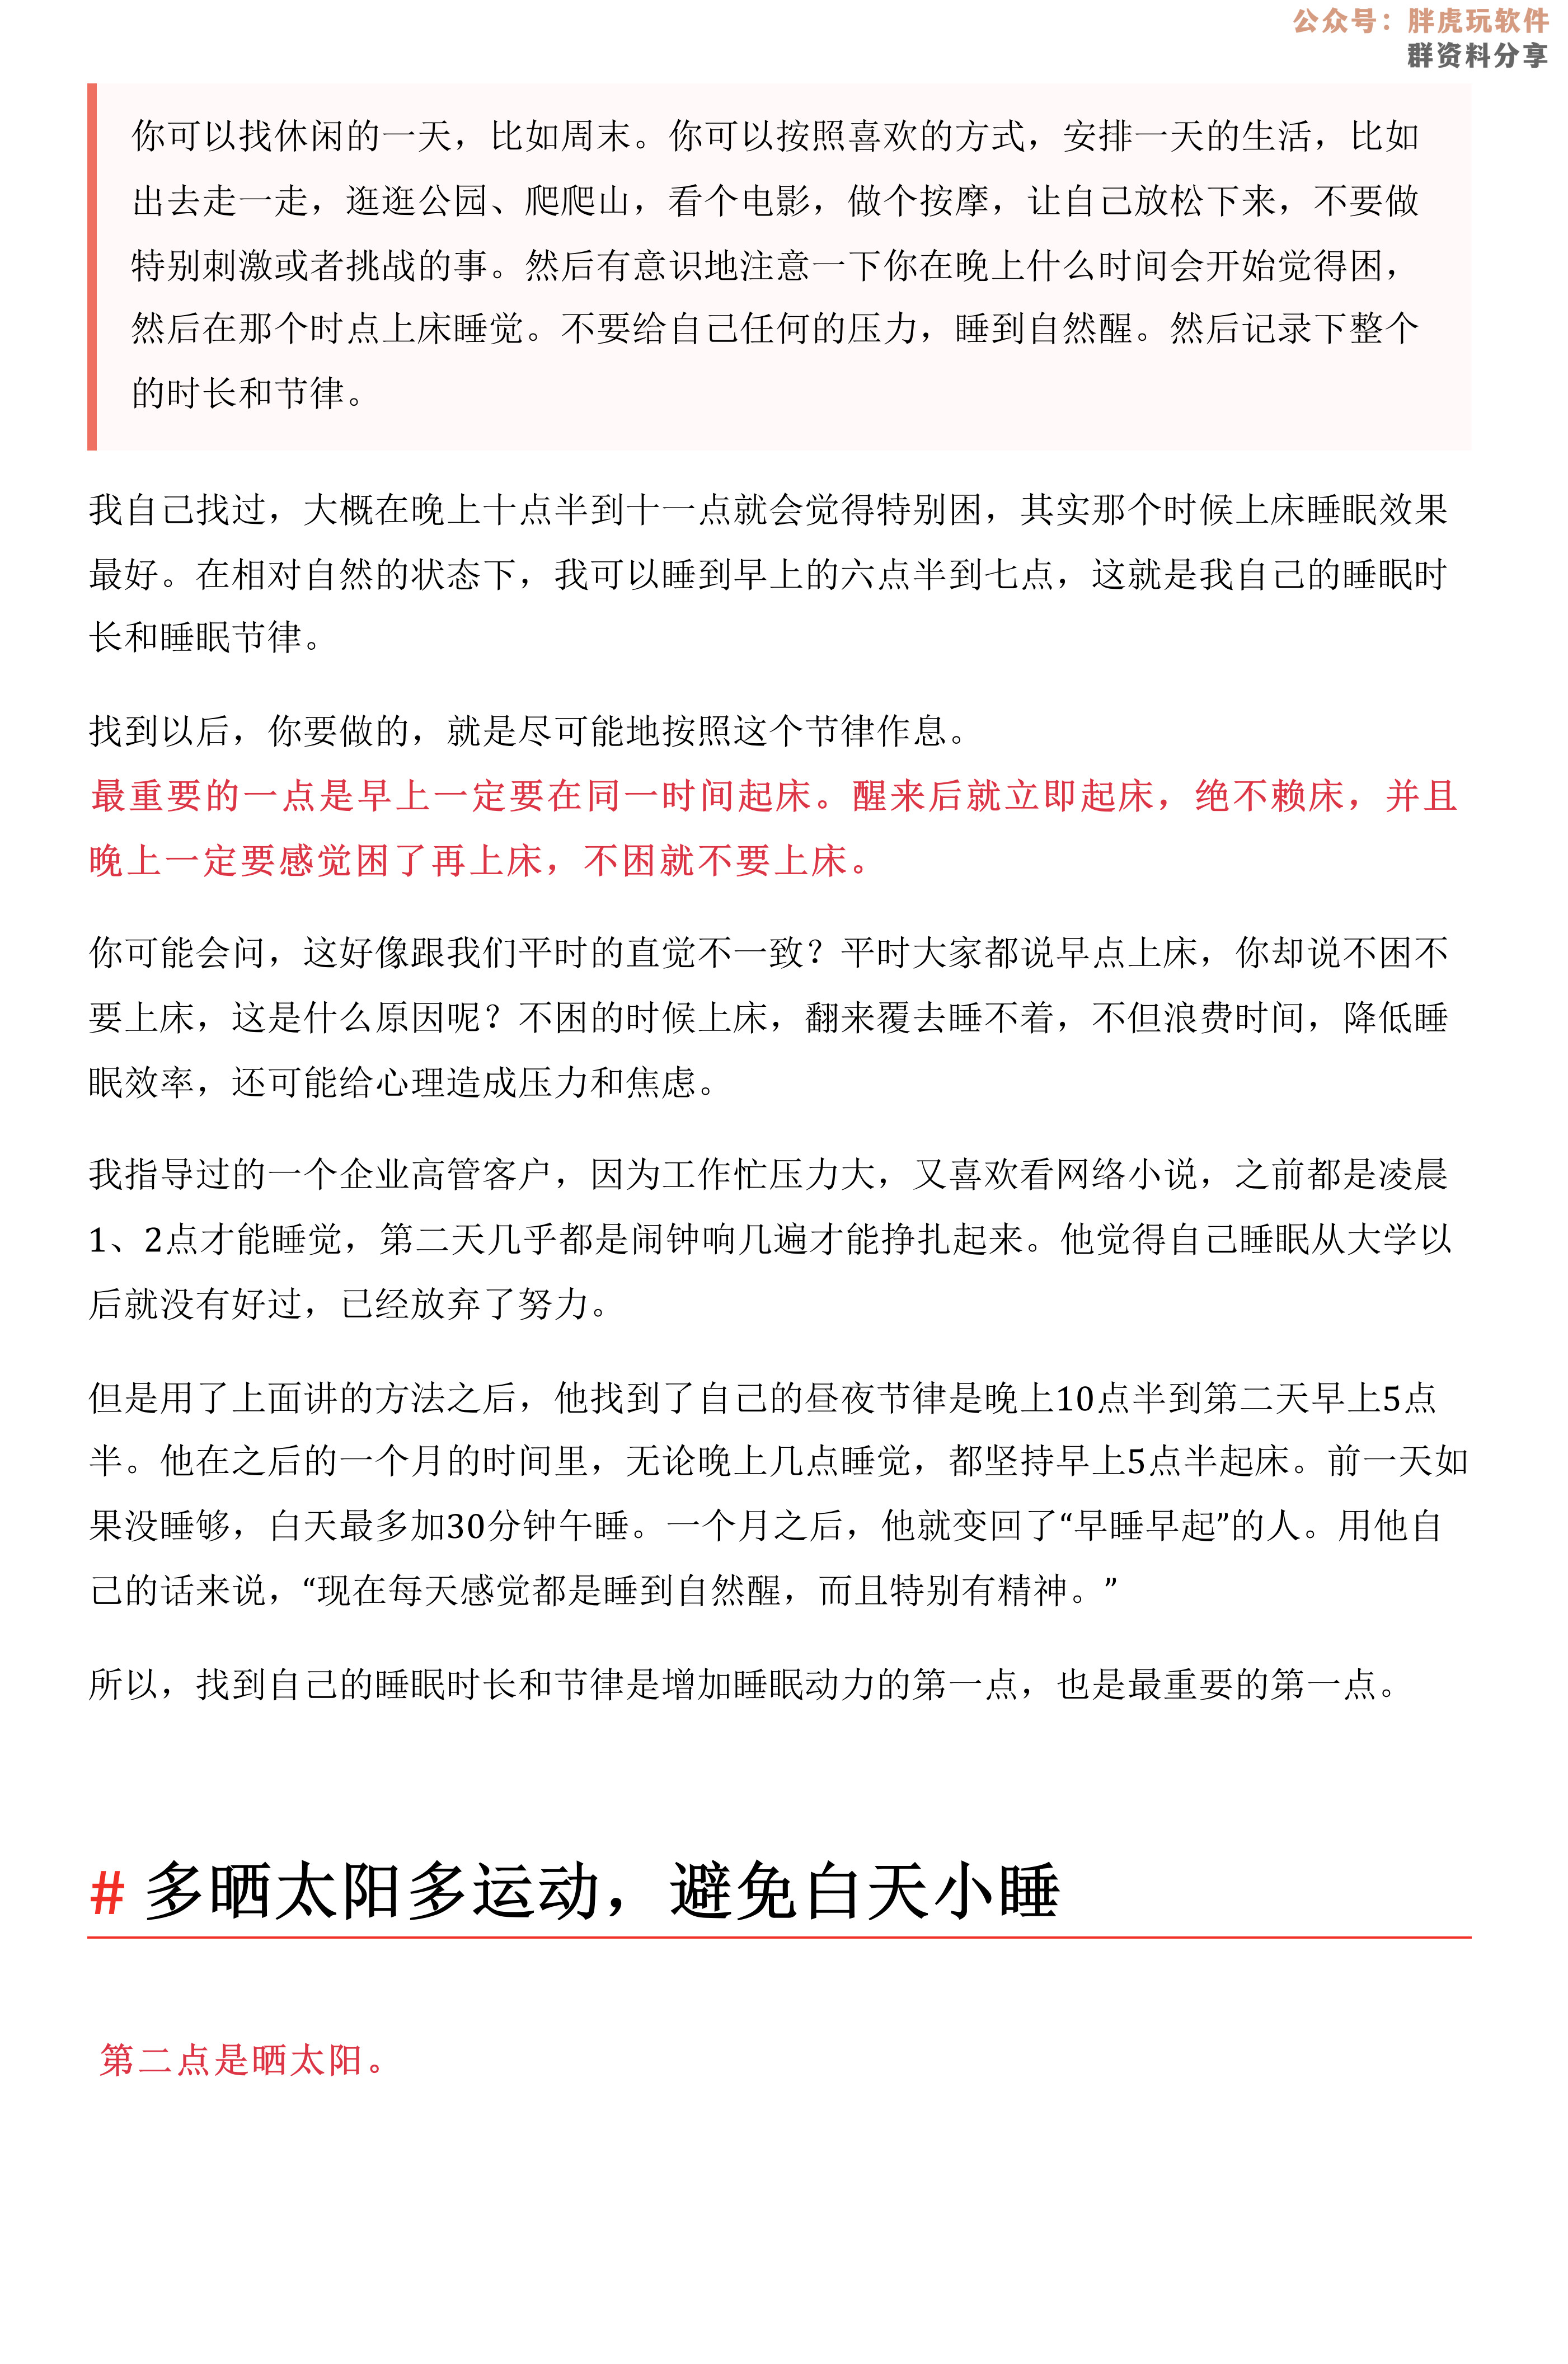 公众号：胖虎玩软件
群资料分享
你可以找休闲的一天，比如周末。你可以按照喜欢的方式，安排一天的生活，比如
出去走一走，逛逛公园、爬爬山，看个电影，做个按摩，让自己放松下来，不要做
特别刺激或者挑战的事。然后有意识地注意一下你在晚上什么时间会开始觉得困，
然后在那个时点上床睡觉。不要给自己任何的压力，睡到自然醒。然后记录下整个
的时长和节律。
我自己找过，大概在晚上十点半到十一点就会觉得特别困，其实那个时候上床睡眠效果
最好。在相对自然的状态下，我可以睡到早上的六点半到七点，这就是我自己的睡眠时
长和睡眠节律。
找到以后，你要做的，就是尽可能地按照这个节律作息。
最重要的一点是早上一定要在同一时间起床。醒来后就立即起床，绝不赖床，并且
晚上一定要感觉困了再上床，不困就不要上床。
你可能会问，这好像跟我们平时的直觉不一致？平时大家都说早点上床，你却说不困不
要上床，这是什么原因呢？不困的时候上床，翻来覆去睡不着，不但浪费时间，降低睡
眠效率，还可能给心理造成压力和焦虑。
我指导过的一个企业高管客户，因为工作忙压力大，又喜欢看网络小说，之前都是凌晨
1、2点才能睡觉，第二天几乎都是闹钟响几遍才能挣扎起来。他觉得自己睡眠从大学以
后就没有好过，已经放弃了努力。
但是用了上面讲的方法之后，他找到了自己的昼夜节律是晚上10点半到第二天早上5点
半。他在之后的一个月的时间里，无论晚上几点睡觉，都坚持早上5点半起床。前一天如
果没睡够，白天最多加30分钟午睡。一个月之后，他就变回了“早睡早起”的人。用他自
己的话来说，“现在每天感觉都是睡到自然醒，而且特别有精神。”
所以，找到自己的睡眠时长和节律是增加睡眠动力的第一点，也是最重要的第一点。
# 多晒太阳多运动，避免白天小睡
第二点是晒太阳。